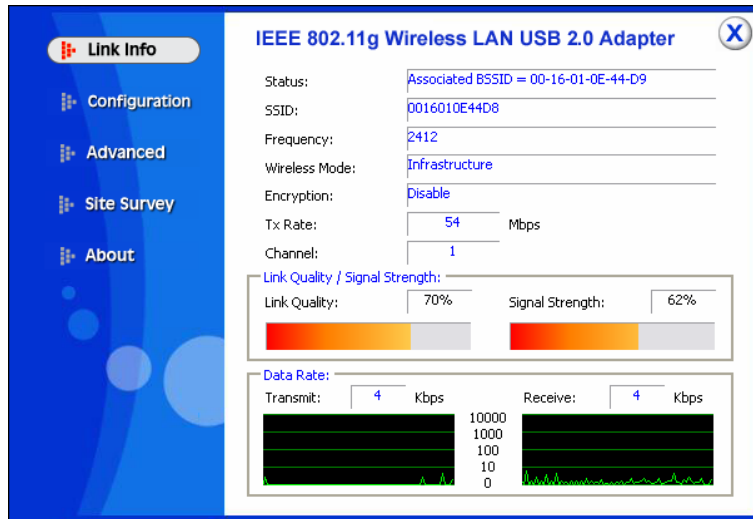 Link Info
Configuration
Advanced
Site Survey
About
IEEE 802.11g Wireless LAN USB 2.0 Adapter
X
Status: Associated BSSID = 00-16-01-0E-44-D9
SSID: 0016010E44D8
Frequency: 2412
Wireless Mode: Infrastructure
Encryption: Disable
Tx Rate: 54 Mbps
Channel: 1
Link Quality / Signal Strength:
Link Quality: 70% Signal Strength: 62%
Data Rate:
Transmit: 4 Kbps Receive: 4 Kbps
10000
1000
100
10
0